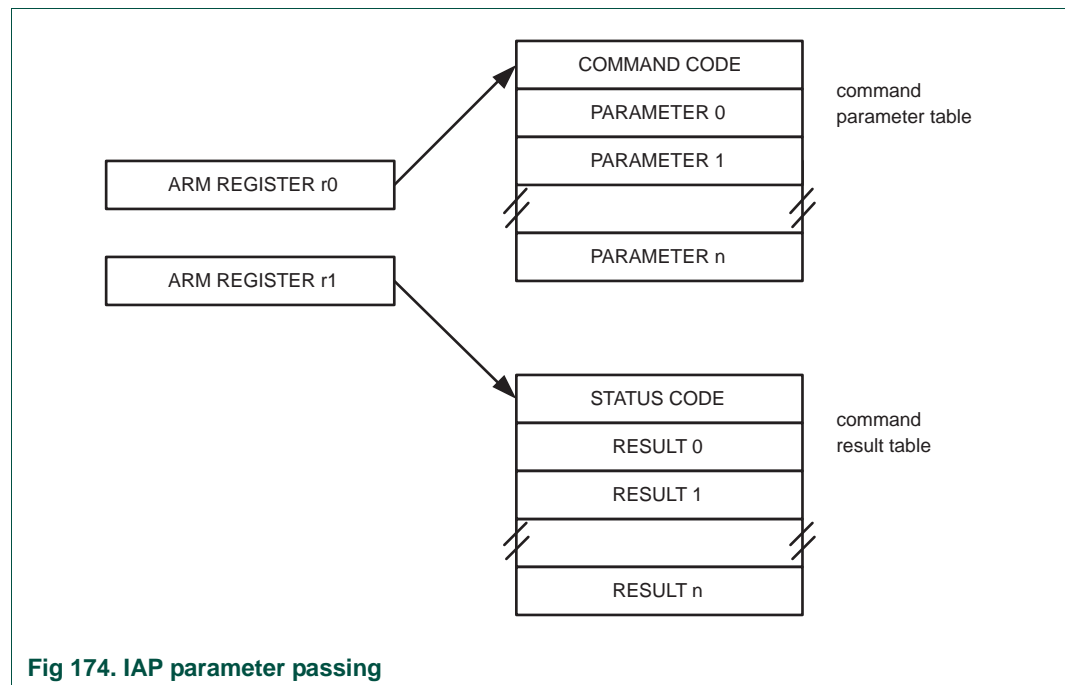 COMMAND CODE
PARAMETER 0
PARAMETER 1
PARAMETER n
command
parameter table
ARM REGISTER r0
ARM REGISTER r1
STATUS CODE
RESULT 0
RESULT 1
RESULT n
command
result table
Fig 174. IAP parameter passing